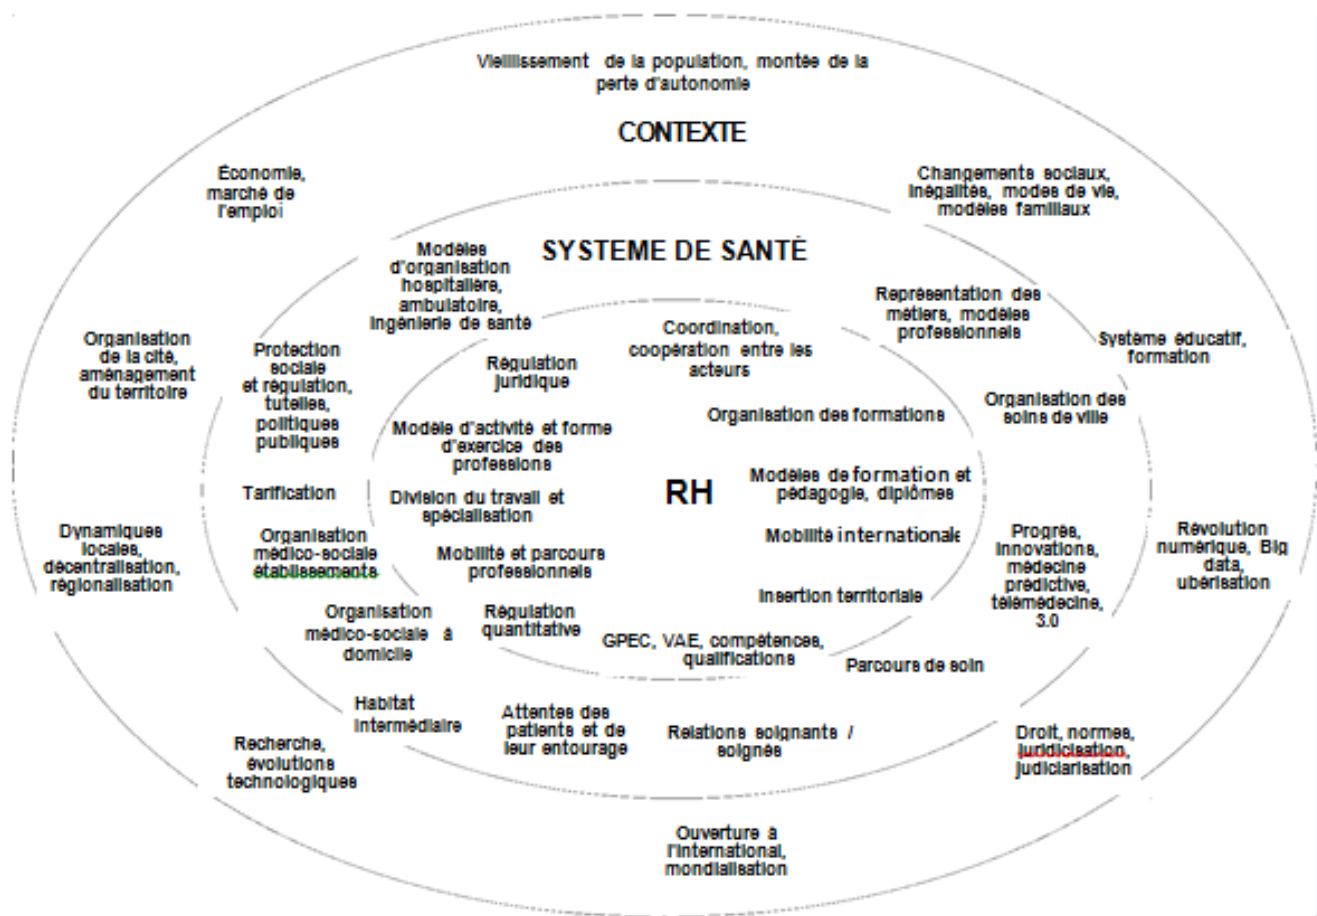 Vieillissement de la population, montée de la
perte d'autonomie
CONTEXTE
Économie,
marché de
l'emploi
Changements sociaux,
inégalités, modes de vie,
modèles familiaux
SYSTEME DE SANTÉ
Modèles
d'organisation
hospitalière,
ambulatoire,
ingénierie de santé
Représentation des
métiers, modèles
professionnels
Organisation
de la cité,
aménagement
du territoire
Protection
sociale
et régulation,
tutelles,
politiques
publiques
Régulation
juridique
Coordination,
coopération entre les
acteurs
Système éducatif,
formation
Organisation des
soins de ville
Modèle d'activité et forme
d'exercice des
professions
Organisation des formations
Tarification
Division du travail et
spécialisation
RH
Modèles de formation et
pédagogie, diplômes
Dynamiques
locales,
décentralisation,
régionalisation
Organisation
médico-sociale
établissements
Mobilité et parcours
professionnels
Mobilité internationale
Progrès,
innovations,
médecine
prédictive,
télémédecine,
3.0
Révolution
numérique, Big
data,
ubérisation
Organisation
médico-sociale à
domicile
Régulation
quantitative
Insertion territoriale
GPEC, VAE, compétences,
qualifications
Parcours de soin
Habitat
intermédiaire
Attentes des
patients et de
leur entourage
Relations soignants /
soignés
Recherche,
évolutions
technologiques
Droit, normes,
juridicisation,
judiciarisation
Ouverture à
l'international,
mondialisation